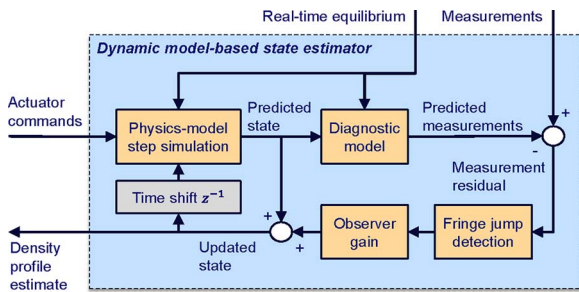 Real-time equilibrium
Measurements
Dynamic model-based state estimator
Actuator
commands
Physics-model
step simulation
Predicted
state
Diagnostic
model
Predicted
measurements
+
-
Measurement
residual
Time shift z⁻¹
+
+
Observer
gain
Fringe jump
detection
Updated
state
Density
profile
estimate